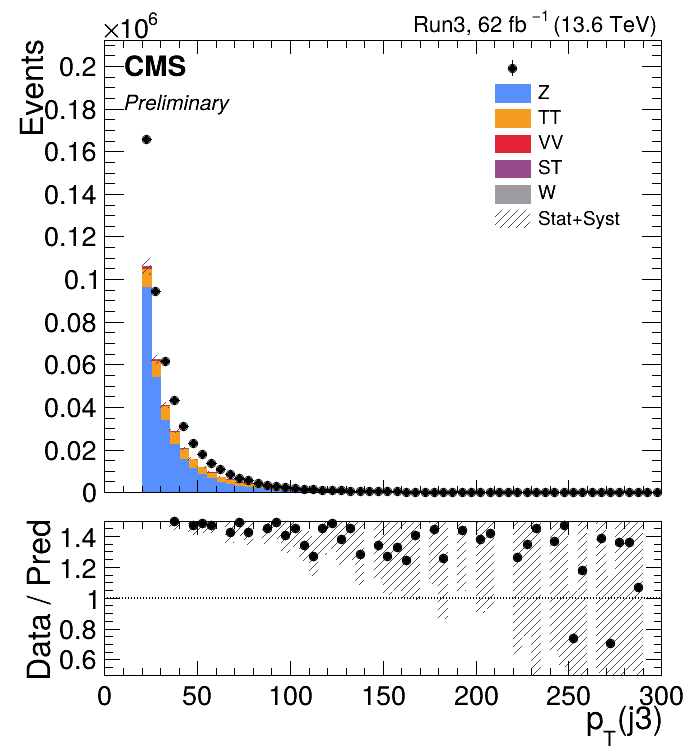 ×10⁶
Run3, 62 fb⁻¹ (13.6 TeV)
Events
CMS
Preliminary
Z
TT
VV
ST
W
Stat+Syst
0.2
0.18
0.16
0.14
0.12
0.1
0.08
0.06
0.04
0.02
0
Data / Pred
1.4
1.2
1
0.8
0.6
0 50 100 150 200 250 300
p_T(j3)